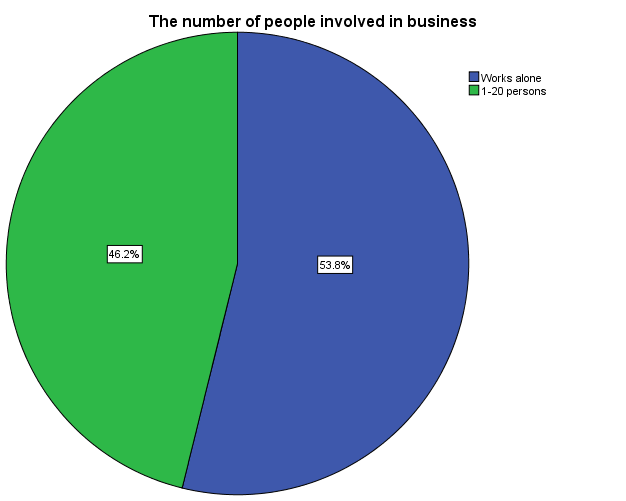 The number of people involved in business
Works alone
1-20 persons
46.2%
53.8%